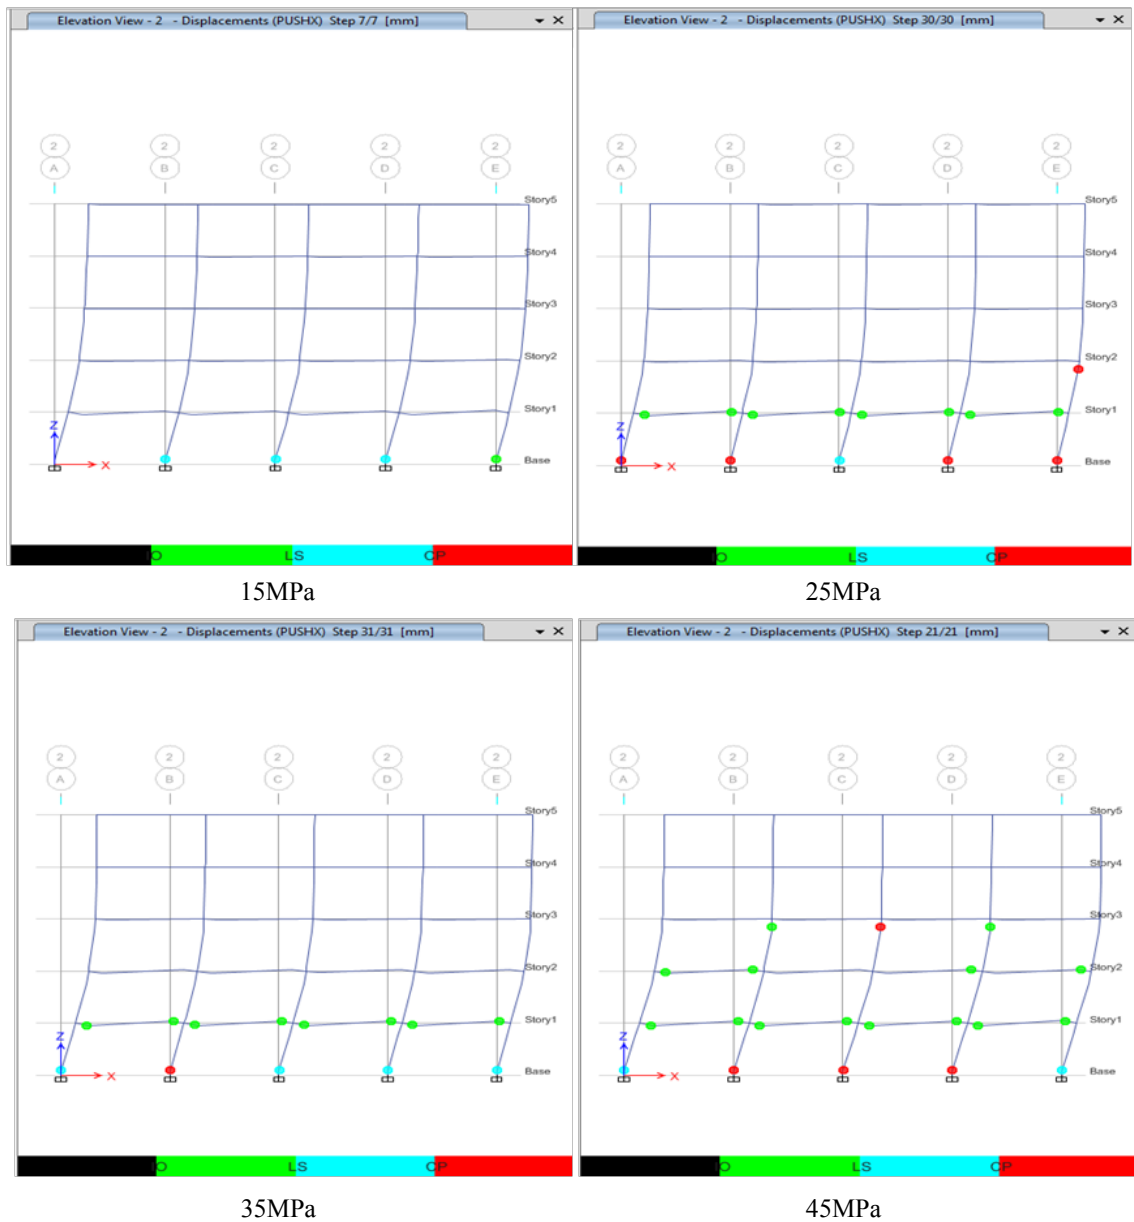 Elevation View - 2 - Displacements (PUSHX) Step 7/7 [mm]
2 2 2 2 2
A B C D E
Story5
Story4
Story3
Story2
Story1
Z
X
Base
IO LS CP
15MPa
Elevation View - 2 - Displacements (PUSHX) Step 30/30 [mm]
2 2 2 2 2
A B C D E
Story5
Story4
Story3
Story2
Story1
Z
X
Base
IO LS CP
25MPa
Elevation View - 2 - Displacements (PUSHX) Step 31/31 [mm]
2 2 2 2 2
A B C D E
Story5
Story4
Story3
Story2
Story1
Z
X
Base
IO LS CP
35MPa
Elevation View - 2 - Displacements (PUSHX) Step 21/21 [mm]
2 2 2 2 2
A B C D E
Story5
Story4
Story3
Story2
Story1
Z
X
Base
IO LS CP
45MPa